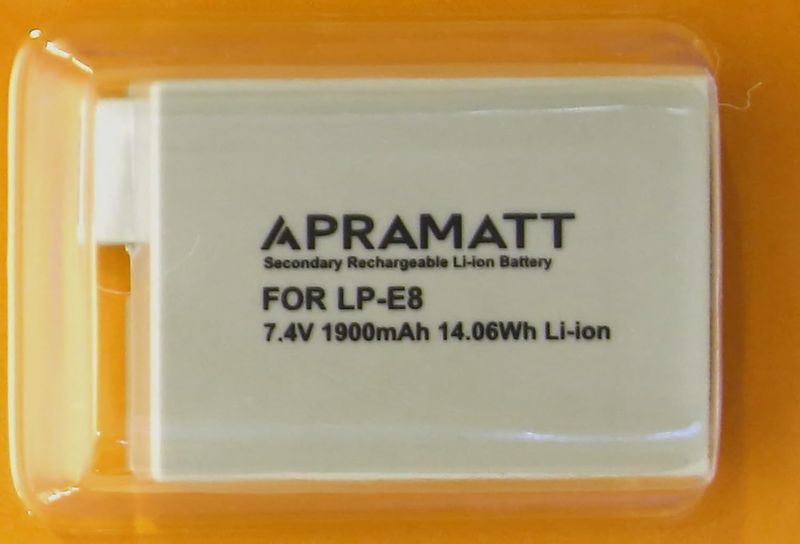 APRAMATT
Secondary Rechargeable Li-ion Battery
FOR LP-E8
7.4V 1900mAh 14.06Wh Li-ion